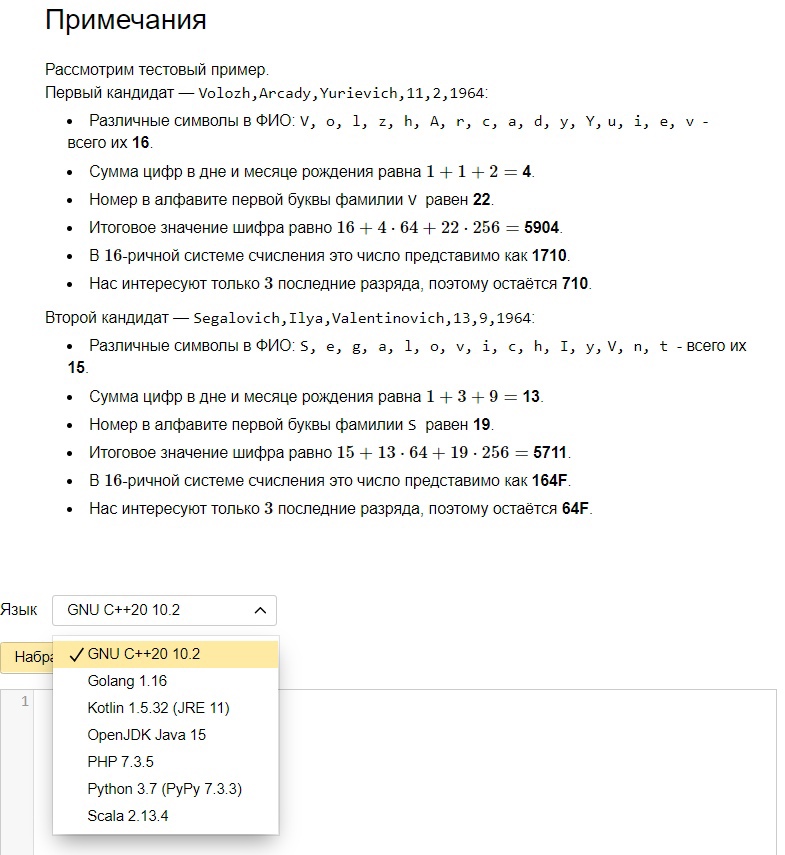 Примечания
Рассмотрим тестовый пример.
Первый кандидат — Volozh,Arcady,Yurievich,11,2,1964:
• Различные символы в ФИО: V, o, l, z, h, A, r, c, a, d, y, Y, u, i, e, v -
всего их 16.
• Сумма цифр в дне и месяце рождения равна 1 + 1 + 2 = 4.
• Номер в алфавите первой буквы фамилии V равен 22.
• Итоговое значение шифра равно 16 + 4 · 64 + 22 · 256 = 5904.
• В 16-ричной системе счисления это число представимо как 1710.
• Нас интересуют только 3 последние разряда, поэтому остаётся 710.
Второй кандидат — Segalovich,Ilya,Valentinovich,13,9,1964:
• Различные символы в ФИО: S, e, g, a, l, o, v, i, c, h, I, y, V, n, t - всего их
15.
• Сумма цифр в дне и месяце рождения равна 1 + 3 + 9 = 13.
• Номер в алфавите первой буквы фамилии S равен 19.
• Итоговое значение шифра равно 15 + 13 · 64 + 19 · 256 = 5711.
• В 16-ричной системе счисления это число представимо как 164F.
• Нас интересуют только 3 последние разряда, поэтому остаётся 64F.
Язык GNU C++20 10.2
Набра
GNU C++20 10.2
Golang 1.16
1
Kotlin 1.5.32 (JRE 11)
OpenJDK Java 15
PHP 7.3.5
Python 3.7 (PyPy 7.3.3)
Scala 2.13.4